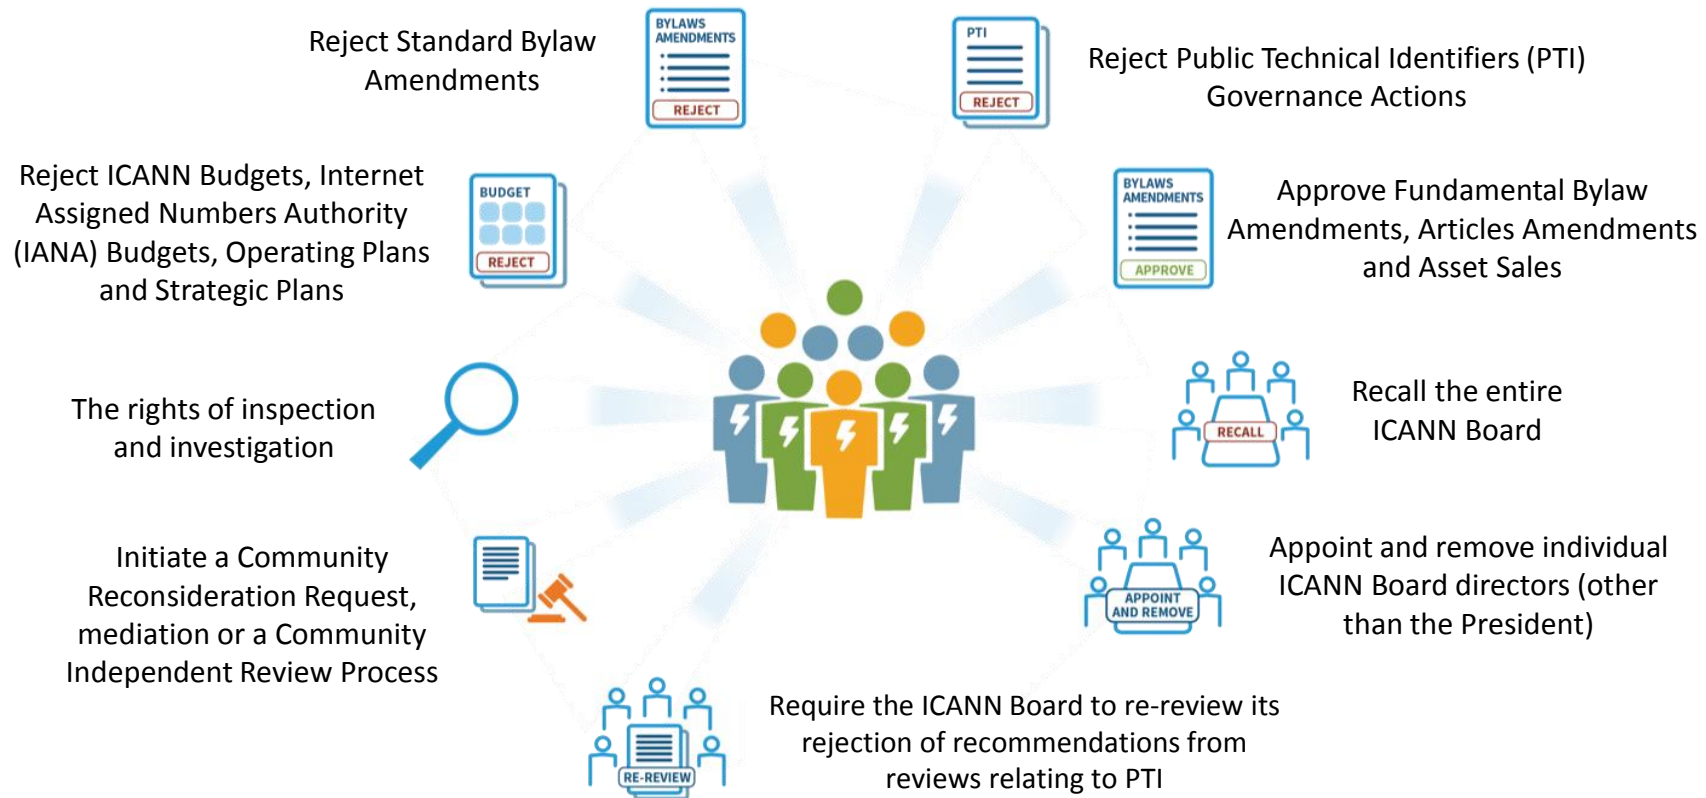 Reject Standard Bylaw
Amendments
BYLAWS
AMENDMENTS
REJECT
PTI
REJECT
Reject Public Technical Identifiers (PTI)
Governance Actions
Reject ICANN Budgets, Internet
Assigned Numbers Authority
(IANA) Budgets, Operating Plans
and Strategic Plans
BUDGET
REJECT
BYLAWS
AMENDMENTS
APPROVE
Approve Fundamental Bylaw
Amendments, Articles Amendments
and Asset Sales
The rights of inspection
and investigation
RECALL
Recall the entire
ICANN Board
Initiate a Community
Reconsideration Request,
mediation or a Community
Independent Review Process
APPOINT
AND REMOVE
Appoint and remove individual
ICANN Board directors (other
than the President)
RE-REVIEW
Require the ICANN Board to re-review its
rejection of recommendations from
reviews relating to PTI